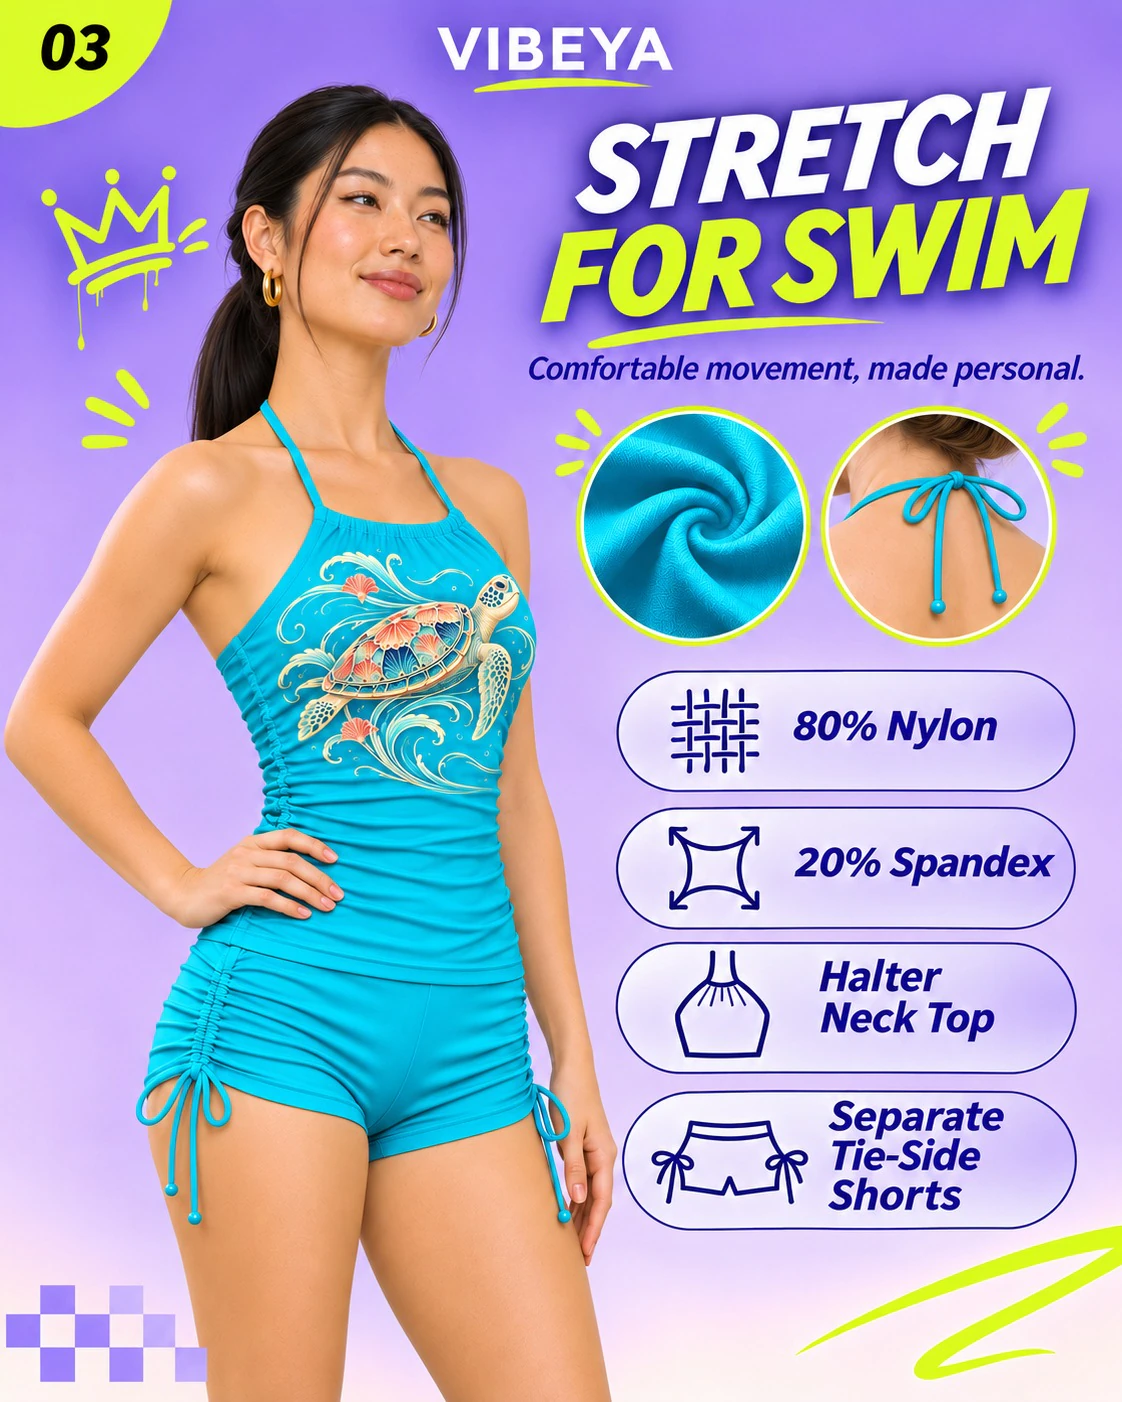 03
VIBEYA
STRETCH
FOR SWIM
Comfortable movement, made personal.
80% Nylon
20% Spandex
Halter
Neck Top
Separate
Tie-Side
Shorts